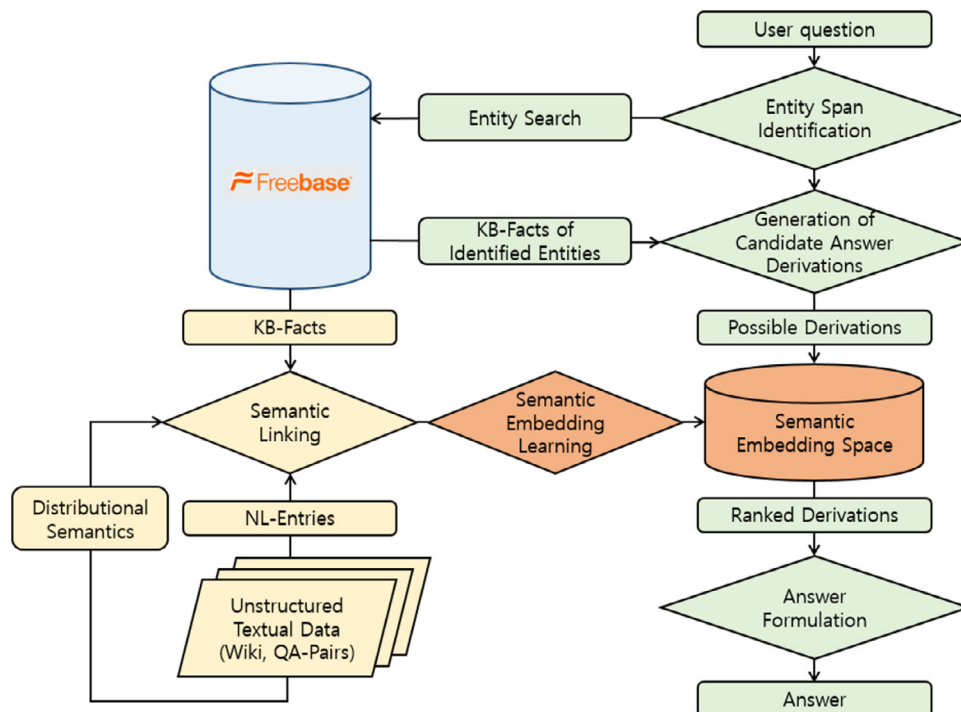 User question
Entity Search
Entity Span
Identification
Freebase
KB-Facts of
Identified Entities
Generation of
Candidate Answer
Derivations
KB-Facts
Possible Derivations
Semantic
Linking
Semantic
Embedding
Learning
Semantic
Embedding Space
Distributional
Semantics
NL-Entries
Ranked Derivations
Unstructured
Textual Data
(Wiki, QA-Pairs)
Answer
Formulation
Answer